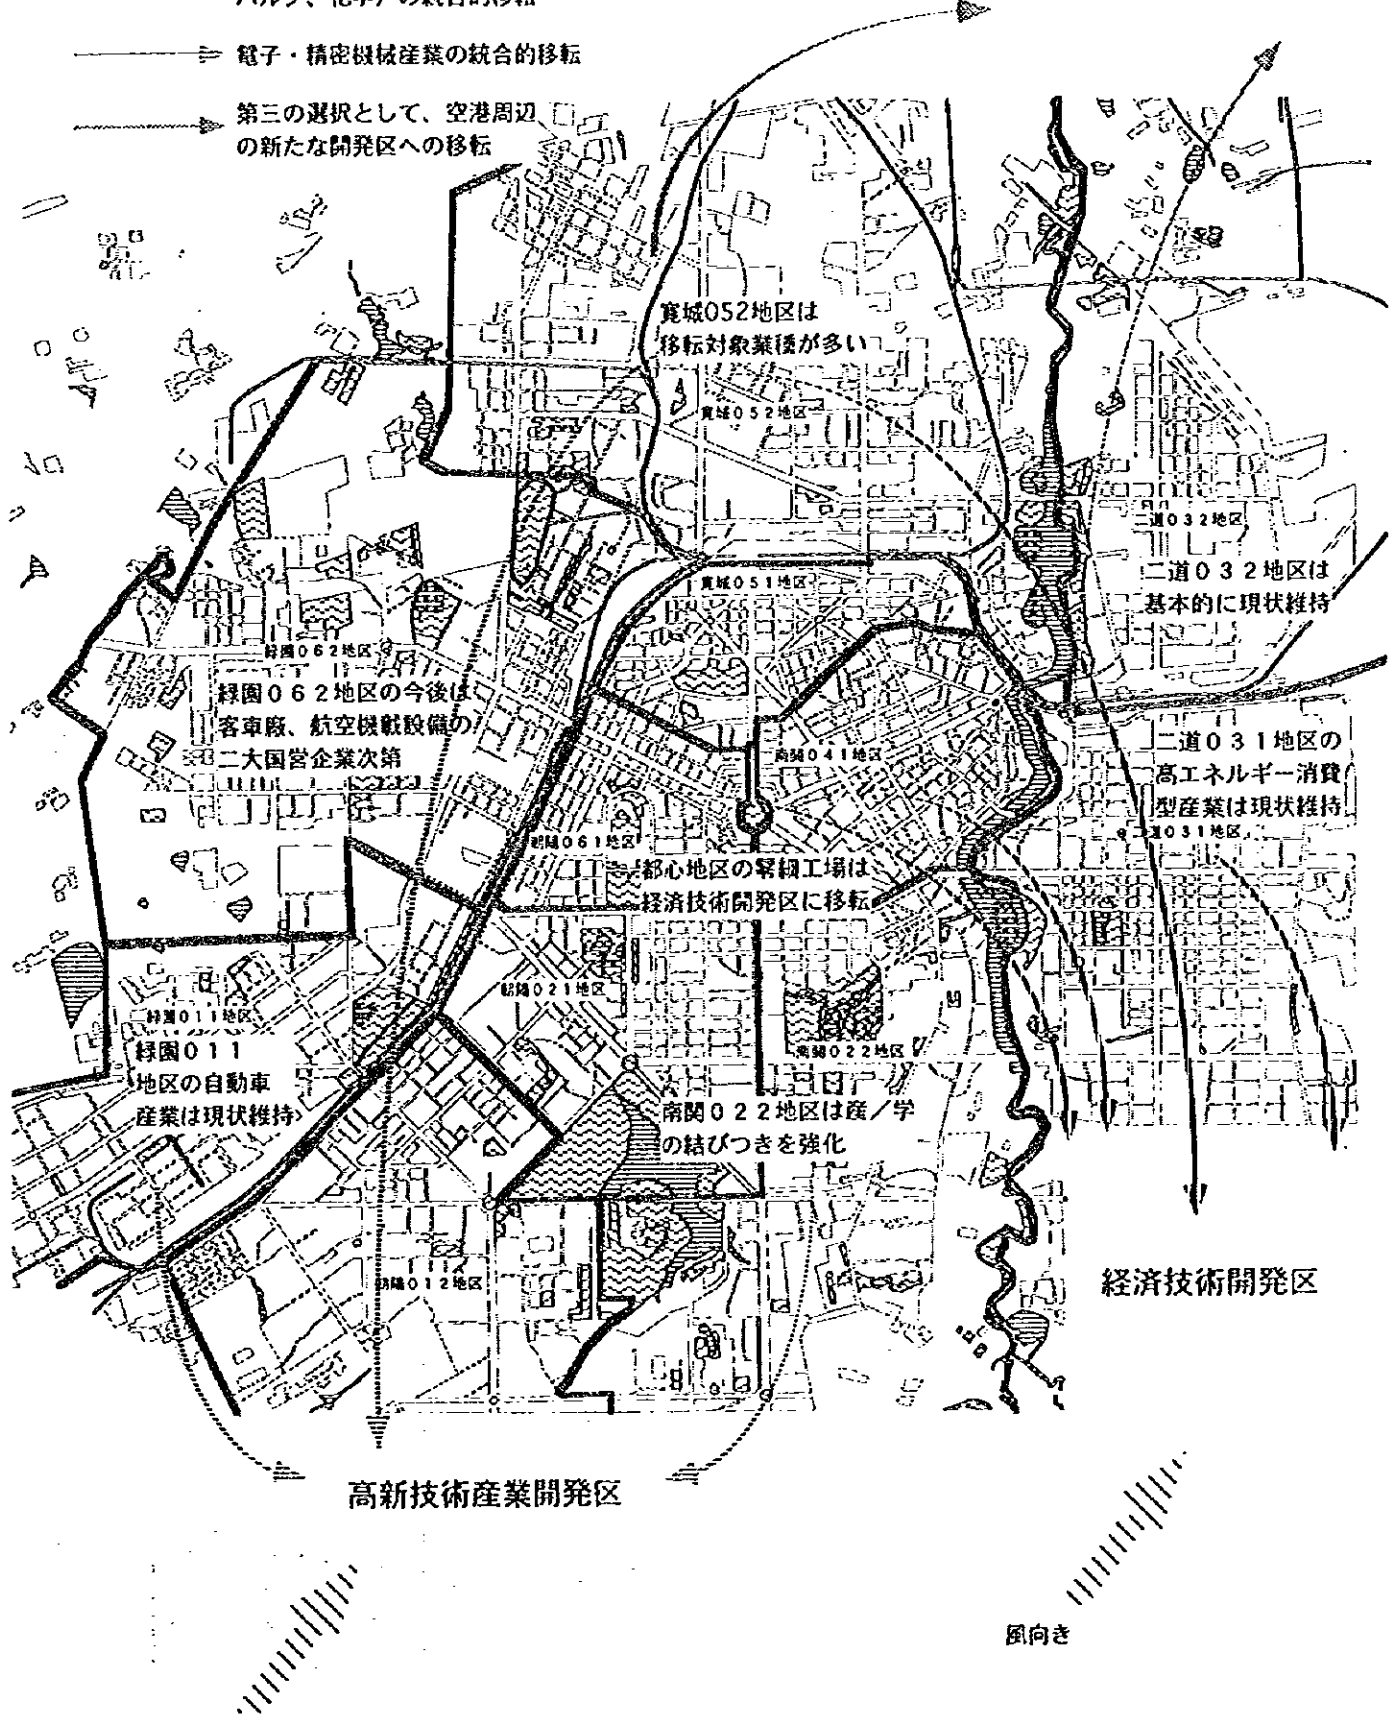 パルプ、化学）の統合的移転
電子・精密機械産業の統合的移転
第三の選択として、空港周辺
の新たな開発区への移転
寛城052地区は
移転対象業種が多い
寛城052地区
二道032地区
二道032地区は
基本的に現状維持
寛城051地区
緑園062地区
緑園062地区の今後は
客車廠、航空機載設備の
二大国営企業次第
南関041地区
二道031地区の
高エネルギー消費
型産業は現状維持
二道031地区
朝陽061地区
都心地区の零細工場は
経済技術開発区に移転
朝陽021地区
緑園011地区
緑園011
地区の自動車
産業は現状維持
南関022地区
南関022地区は産／学
の結びつきを強化
朝陽012地区
経済技術開発区
高新技術産業開発区
風向き